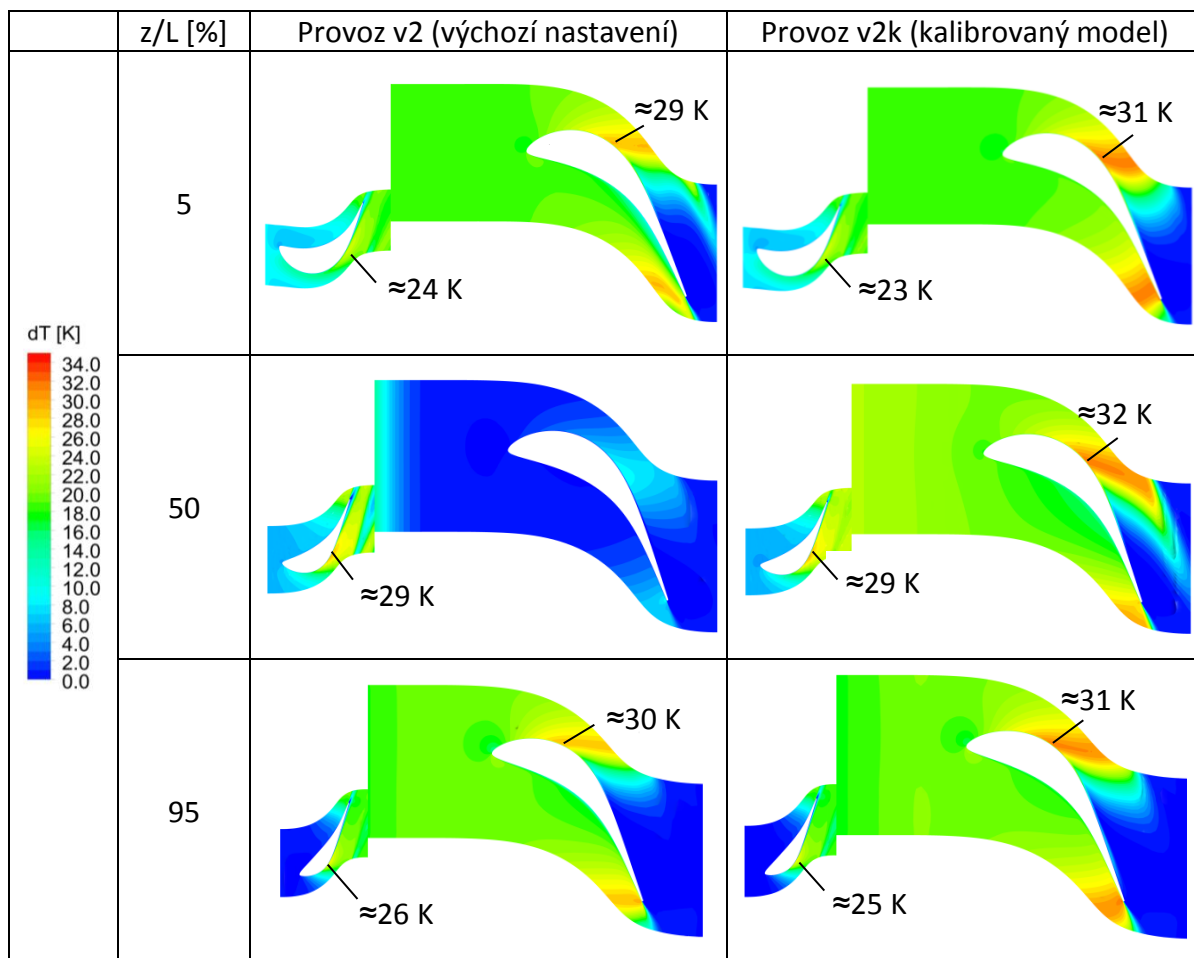 z/L [%]
Provoz v2 (výchozí nastavení)
Provoz v2k (kalibrovaný model)
5
≈29 K
≈24 K
≈31 K
≈23 K
dT [K]
34.0
32.0
30.0
28.0
26.0
24.0
22.0
20.0
18.0
16.0
14.0
12.0
10.0
8.0
6.0
4.0
2.0
0.0
50
≈29 K
≈32 K
≈29 K
95
≈30 K
≈26 K
≈31 K
≈25 K